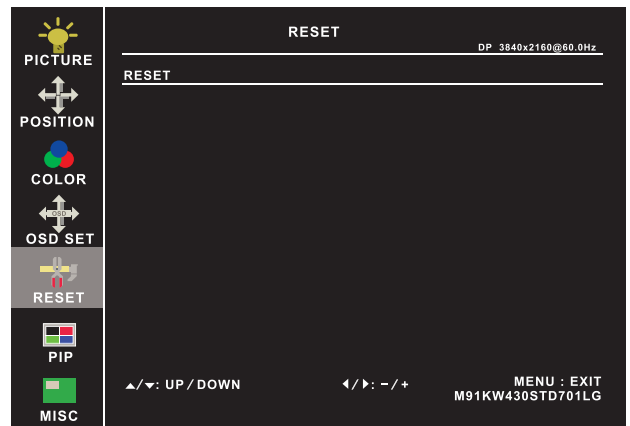 RESET
DP 3840x2160@60.0Hz
RESET
PICTURE
POSITION
COLOR
OSD
OSD SET
RESET
PIP
MISC
▲/▼: UP / DOWN
◀/▶: − / +
MENU : EXIT
M91KW430STD701LG